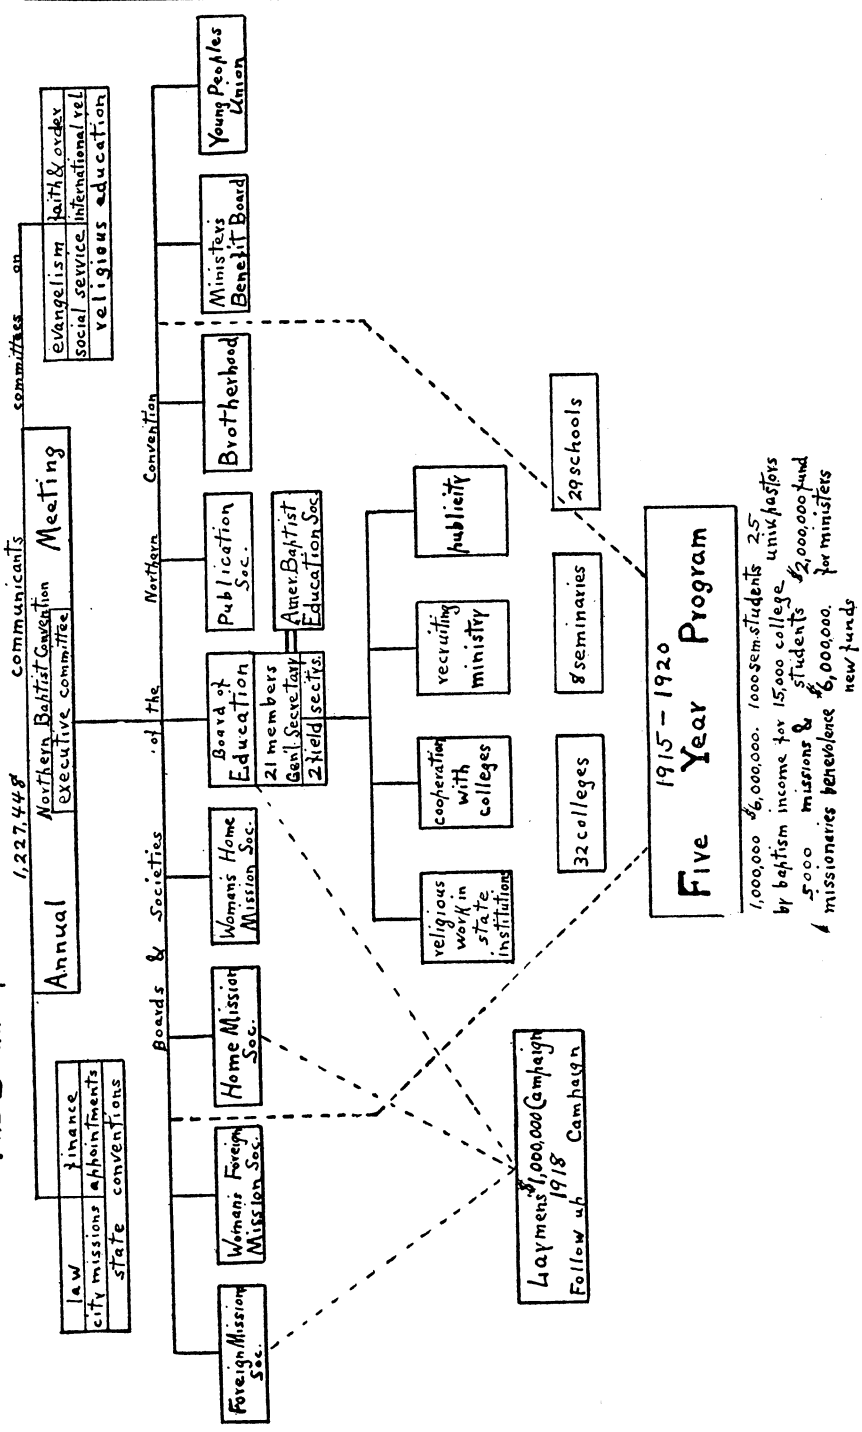 1,227,448 communicants
committees on
Northern Baptist Convention
Annual executive committee Meeting
law finance
city missions appointments
state conventions
evangelism faith & order
social service International rel
religious education
Boards & Societies of the Northern Convention
Foreign Mission
Soc.
Womans Foreign
Mission Soc.
Home Mission
Soc.
Womans Home
Mission Soc.
Board of
Education
21 members
Gen'l Secretary
2 field sectys.
Amer. Baptist
Education Soc
Publication
Soc.
Brotherhood
Ministers
Benefit Board
Young Peoples
Union
religious
work in
state
institutions
cooperation
with
colleges
recruiting
ministry
publicity
32 colleges
8 seminaries
29 schools
Laymens $1,000,000 Campaign
1918
Follow up Campaign
1915 – 1920
Five Year Program
1,000,000 $6,000,000. 1000 sem. students 25
by baptism income for 15,000 college univ. pastors
5000 missions & students $2,000,000 fund
missionaries benevolence $6,000,000. for ministers
new funds